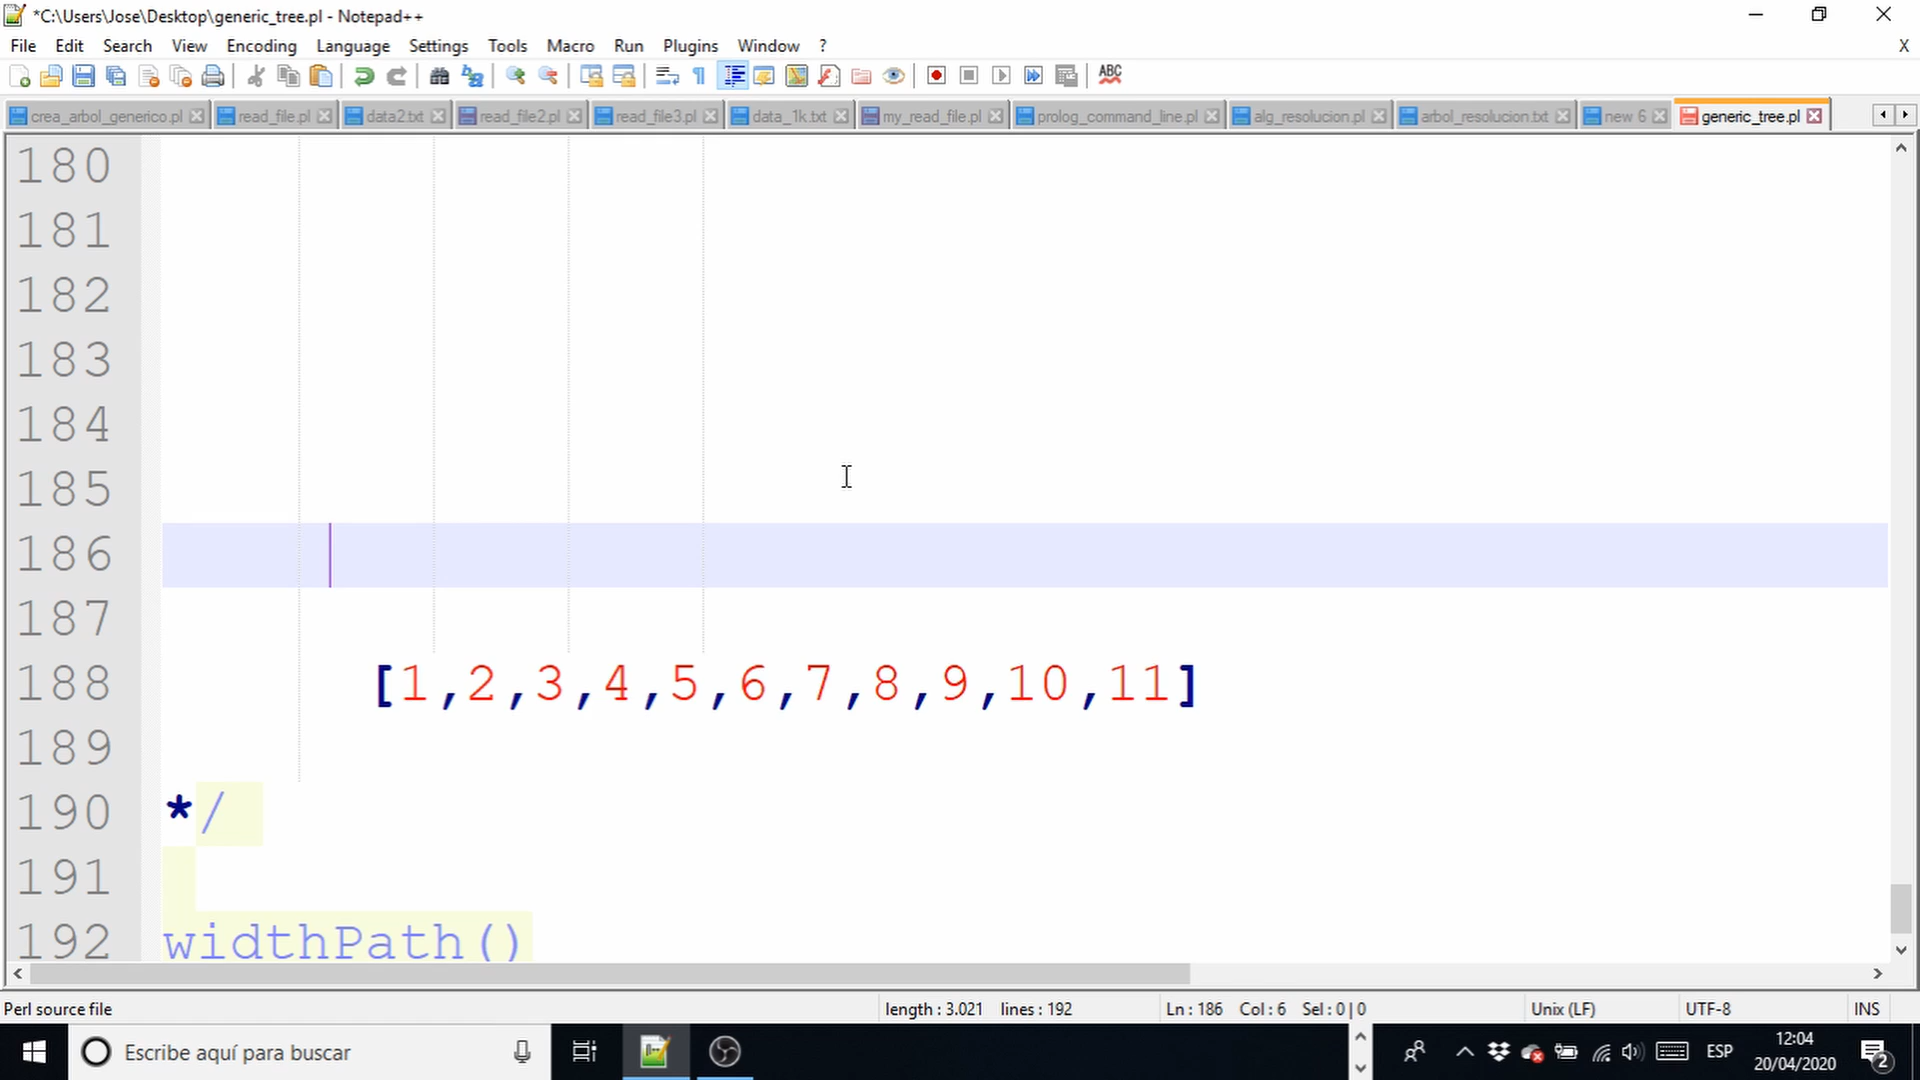 *C:\Users\Jose\Desktop\generic_tree.pl - Notepad++
File Edit Search View Encoding Language Settings Tools Macro Run Plugins Window ? X
ABC
crea_arbol_generico.pl read_file.pl data2.txt read_file2.pl read_file3.pl data_1k.txt my_read_file.pl prolog_command_line.pl alg_resolucion.pl arbol_resolucion.txt new 6 generic_tree.pl
180
181
182
183
184
185
186
187
188 [1,2,3,4,5,6,7,8,9,10,11]
189
190 */
191
192 widthPath()
Perl source file length : 3.021 lines : 192 Ln : 186 Col : 6 Sel : 0 | 0 Unix (LF) UTF-8 INS
Escribe aquí para buscar ESP 12:04
20/04/2020 2